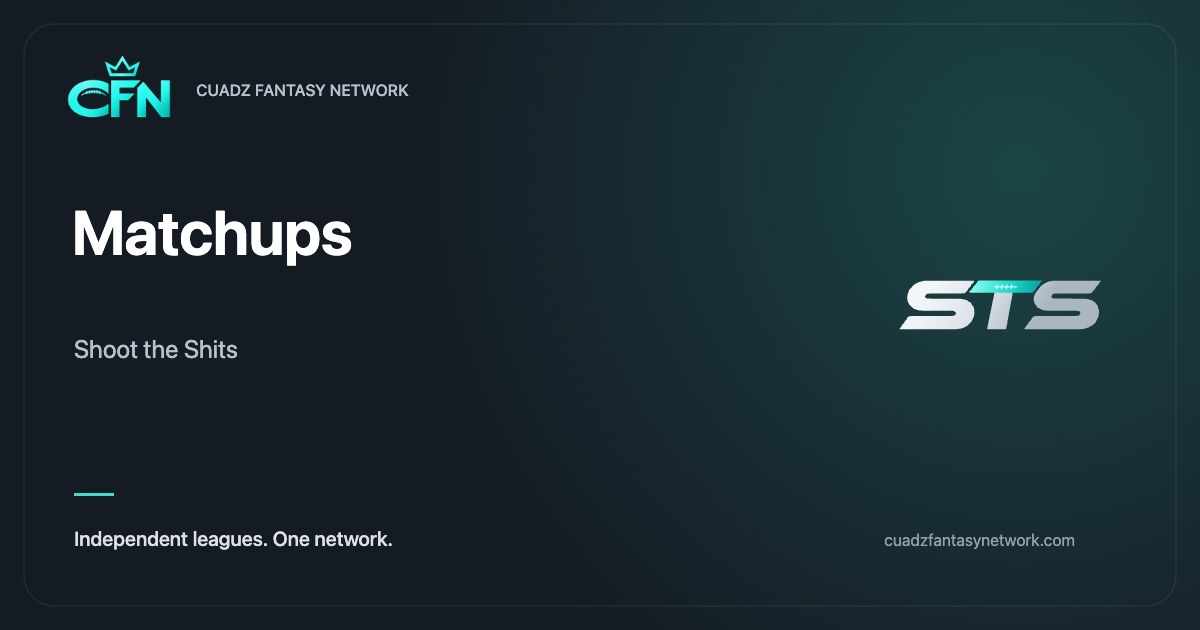 CFN
CUADZ FANTASY NETWORK
Matchups
STS
Shoot the Shits
Independent leagues. One network.
cuadzfantasynetwork.com